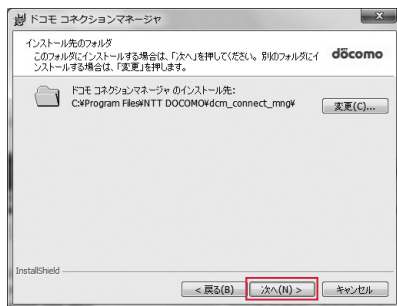 ドコモ コネクションマネージャ
インストール先のフォルダ
このフォルダにインストールする場合は、「次へ」を押してください。別のフォルダにイ
ンストールする場合は、「変更」を押します。
döcomo
ドコモ コネクションマネージャ のインストール先:
C:¥Program Files¥NTT DOCOMO¥dcm_connect_mng¥
変更(C)...
InstallShield
< 戻る(B)
次へ(N) >
キャンセル